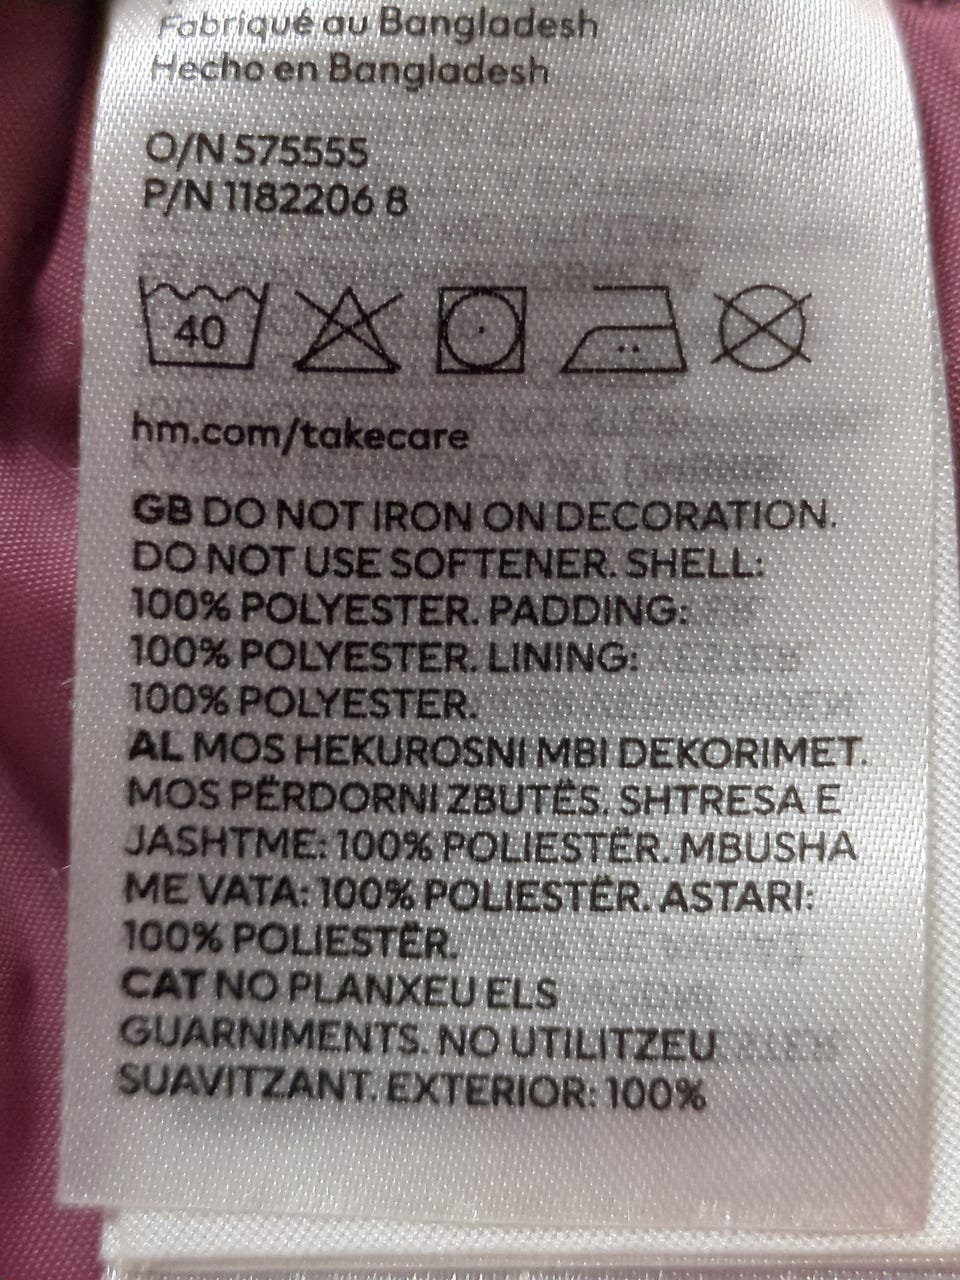 Fabriqué au Bangladesh
Hecho en Bangladesh
O/N 575555
P/N 1182206 8
40
hm.com/takecare
GB DO NOT IRON ON DECORATION.
DO NOT USE SOFTENER. SHELL:
100% POLYESTER. PADDING:
100% POLYESTER. LINING:
100% POLYESTER.
AL MOS HEKUROSNI MBI DEKORIMET.
MOS PËRDORNI ZBUTËS. SHTRESA E
JASHTME: 100% POLIESTËR. MBUSHA
ME VATA: 100% POLIESTËR. ASTARI:
100% POLIESTËR.
CAT NO PLANXEU ELS
GUARNIMENTS. NO UTILITZEU
SUAVITZANT. EXTERIOR: 100%